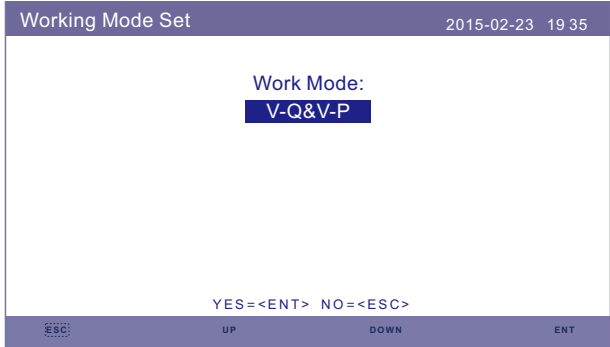 Working Mode Set 2015-02-23 19 35
Work Mode:
V-Q&V-P
YES=<ENT> NO=<ESC>
ESC UP DOWN ENT